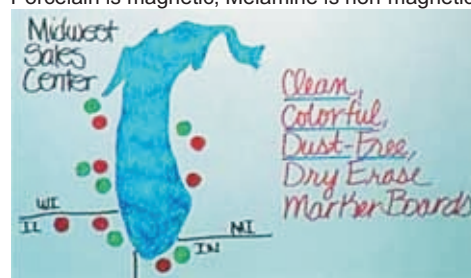 Porcelain is magnetic, Melamine is non-magnetic
Midwest
Sales
Center
Clean,
Colorful,
Dust-Free,
Dry Erase
Marker Boards
WI
IL
MI
IN